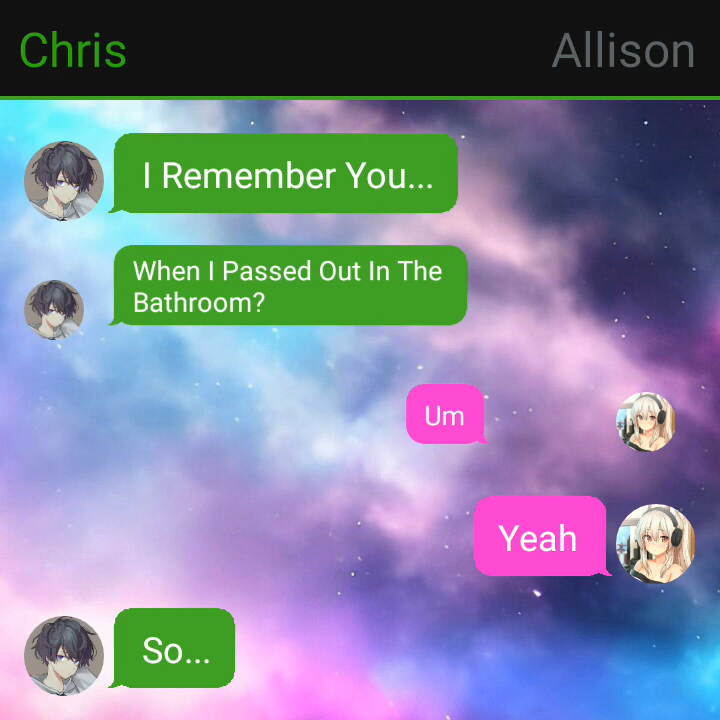 Chris
Allison
I Remember You...
When I Passed Out In The
Bathroom?
Um
Yeah
So...